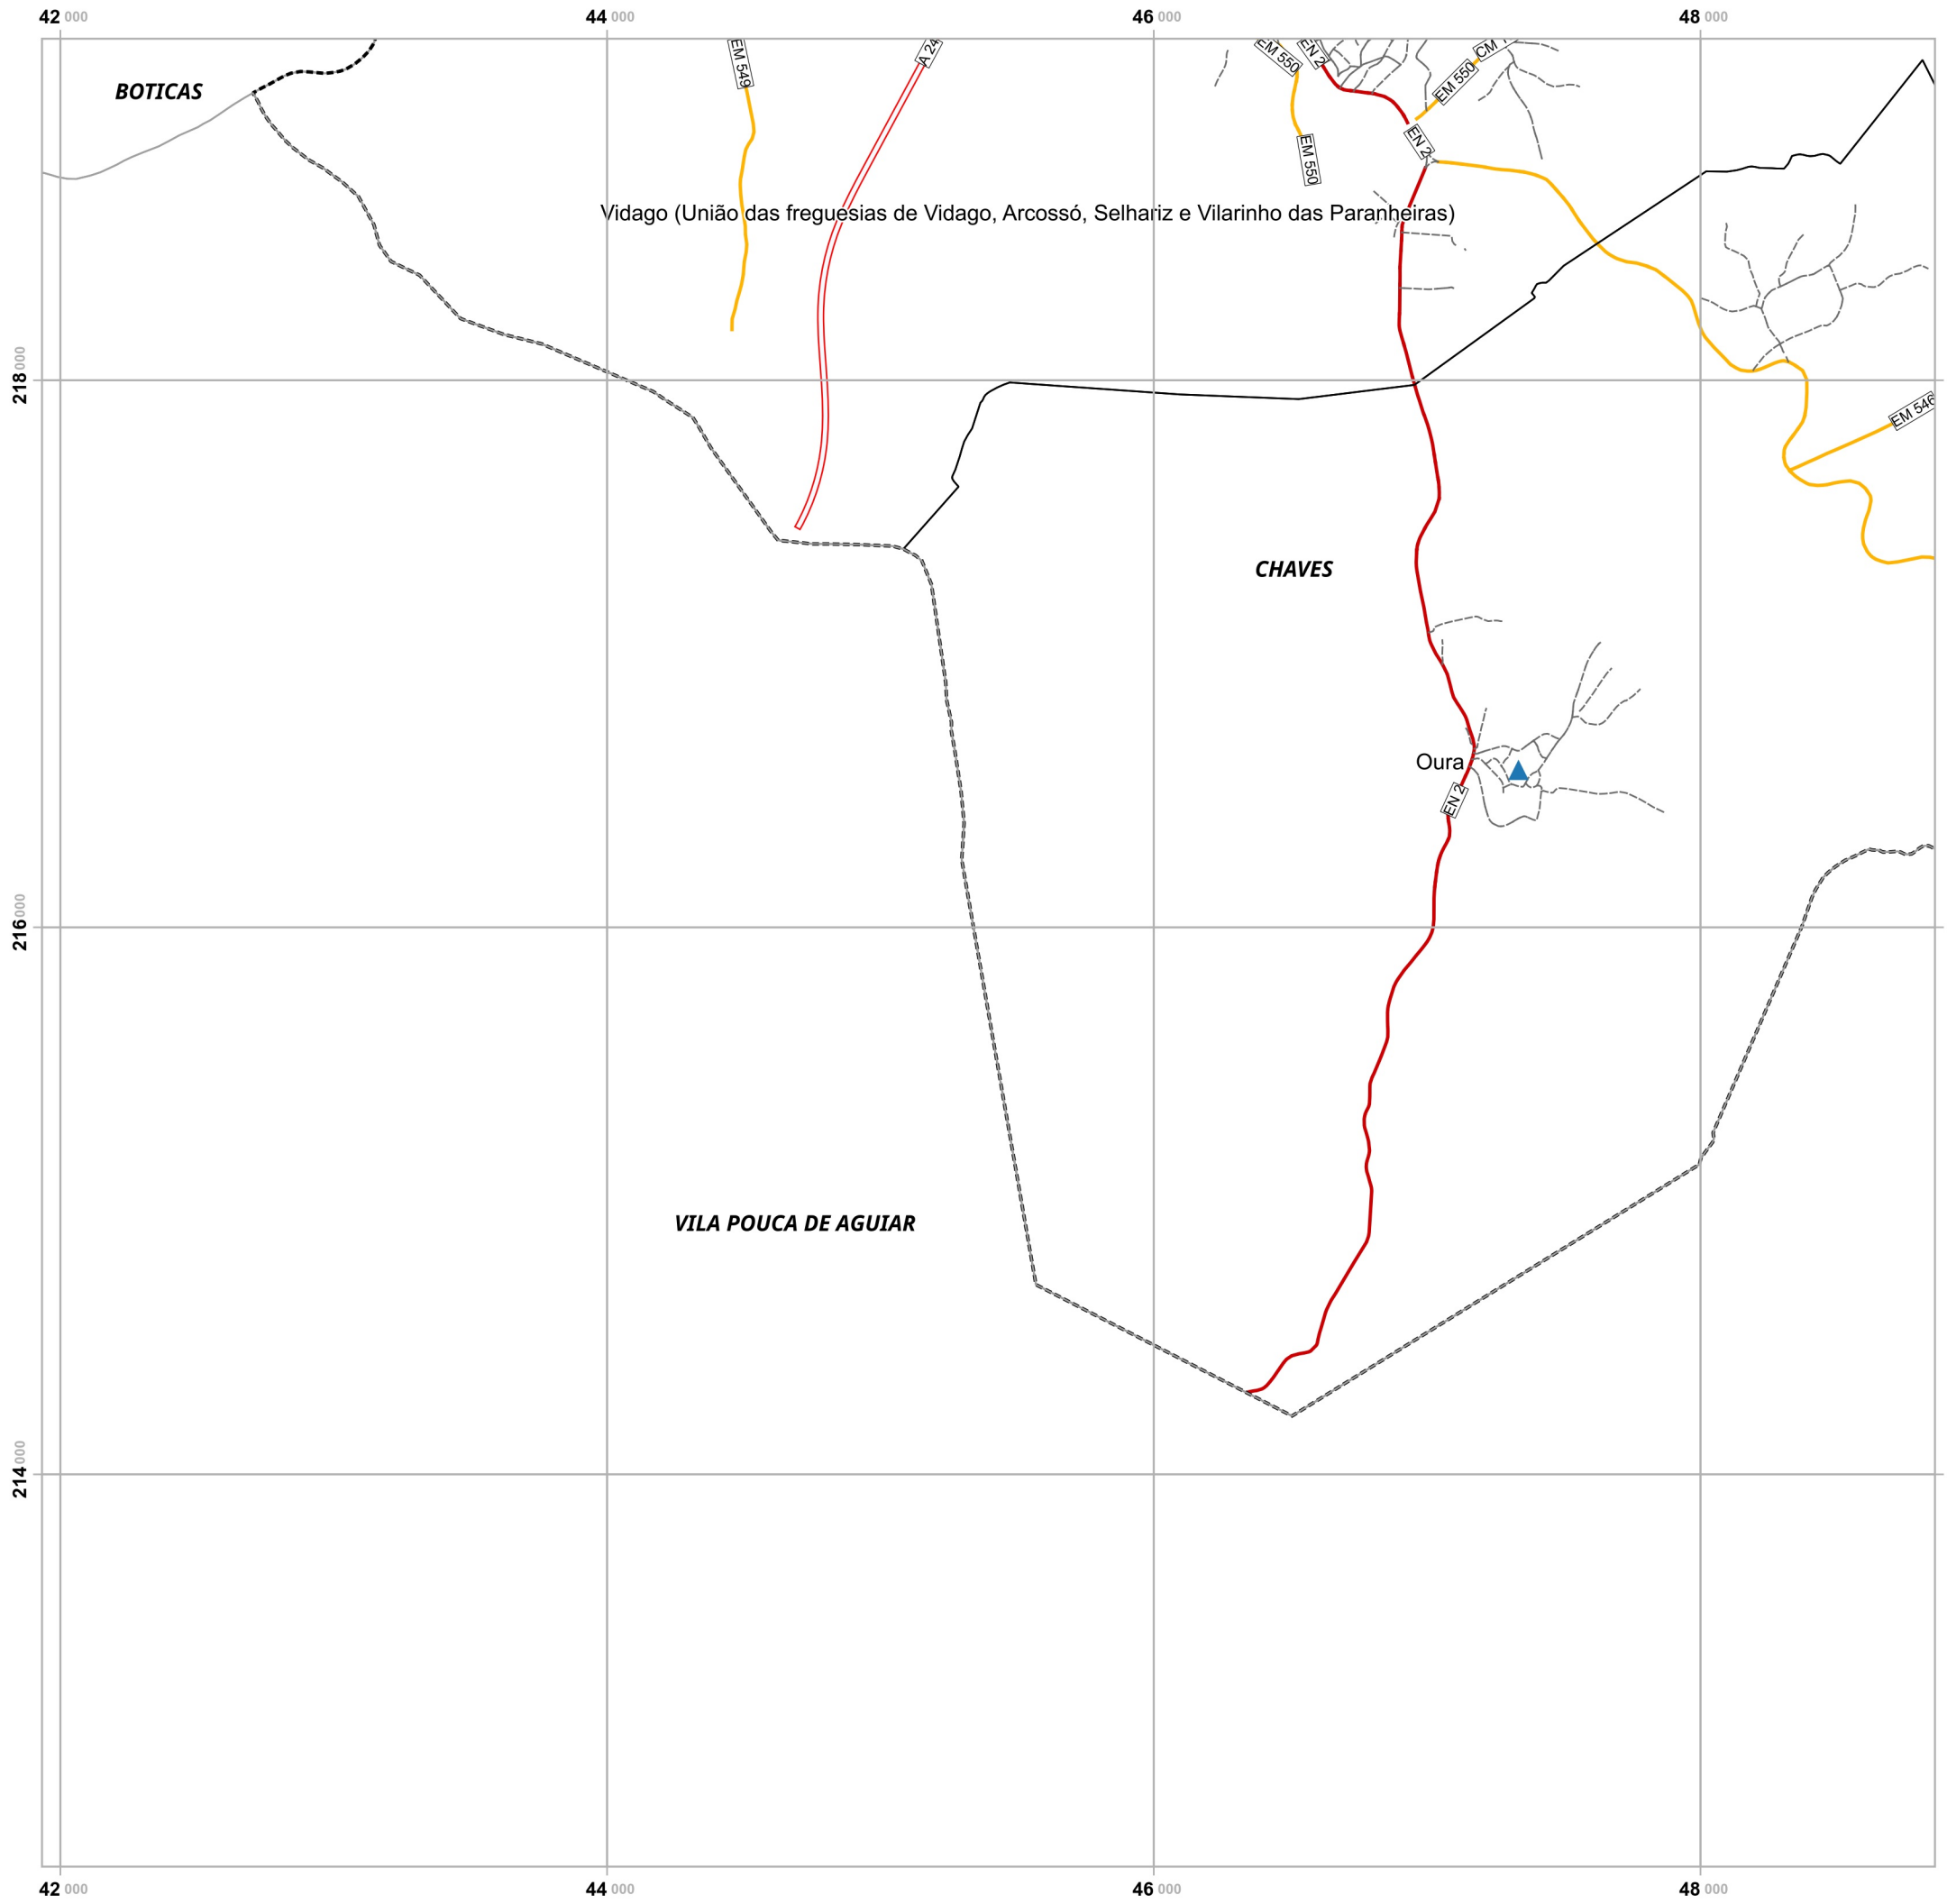 42 000
44 000
46 000
48 000
EM 549
A 24
EM 550
EN 2
CM
EM 550
BOTICAS
EN 2
EM 550
Vidago (União das freguesias de Vidago, Arcossó, Selhariz e Vilarinho das Paranheiras)
218 000
EM 546
CHAVES
Oura
EN 2
216 000
VILA POUCA DE AGUIAR
214 000
42 000
44 000
46 000
48 000